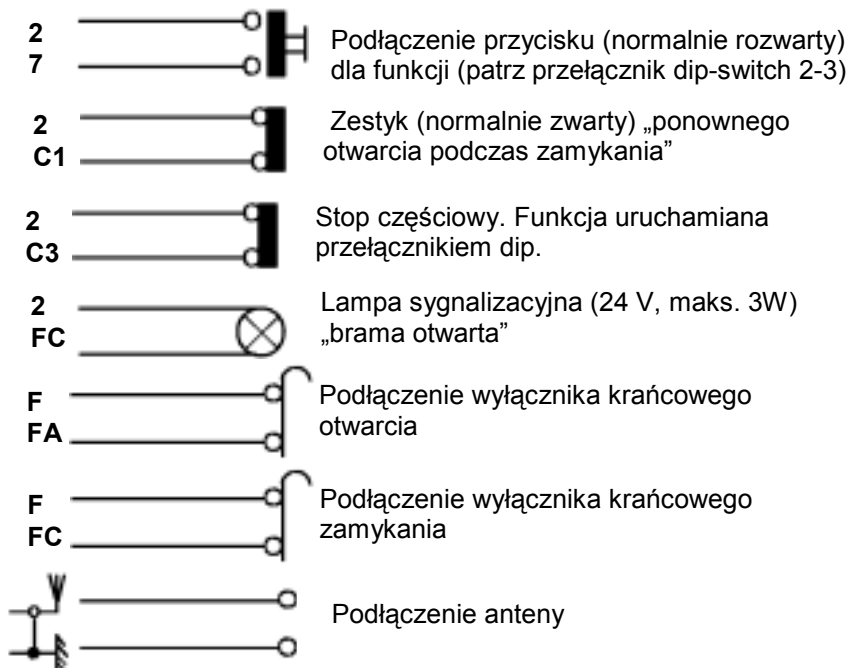 2
7
Podłączenie przycisku (normalnie rozwarty)
dla funkcji (patrz przełącznik dip-switch 2-3)
2
C1
Zestyk (normalnie zwarty) „ponownego
otwarcia podczas zamykania”
2
C3
Stop częściowy. Funkcja uruchamiana
przełącznikiem dip.
2
FC
Lampa sygnalizacyjna (24 V, maks. 3W)
„brama otwarta”
F
FA
Podłączenie wyłącznika krańcowego
otwarcia
F
FC
Podłączenie wyłącznika krańcowego
zamykania
Podłączenie anteny